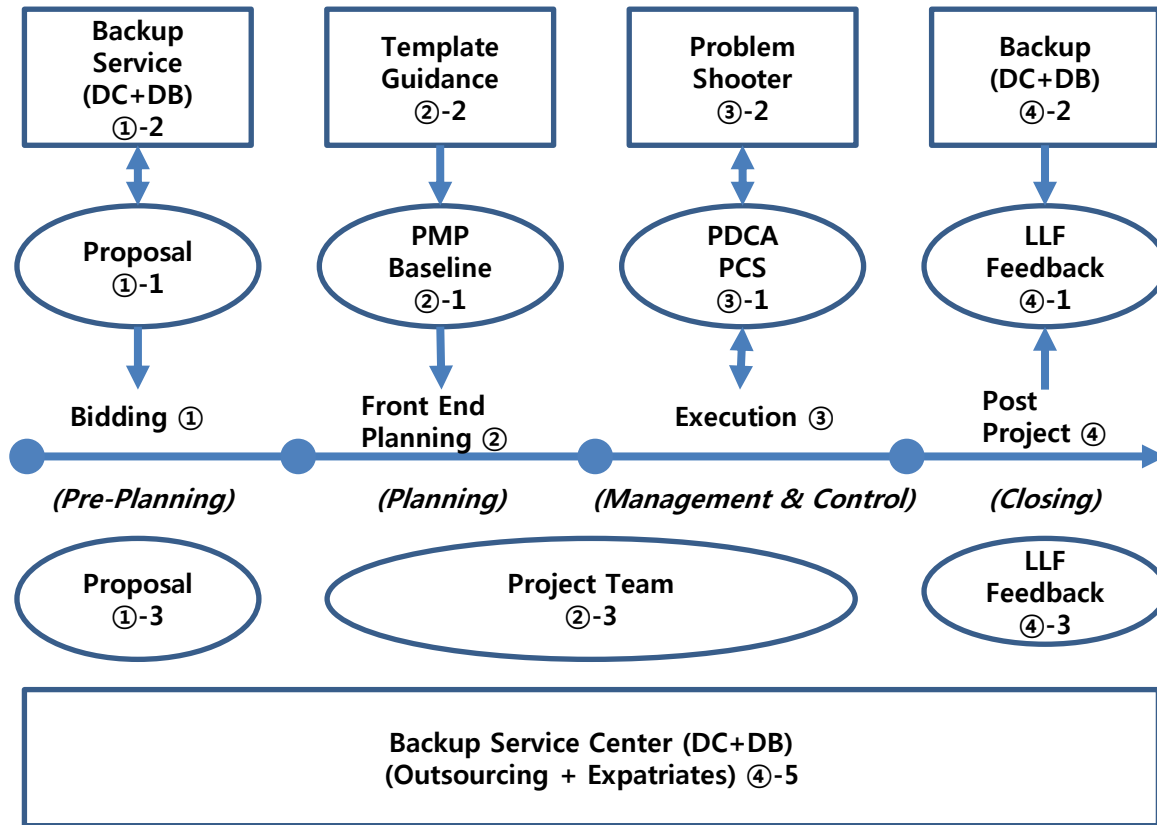 Backup
Service
(DC+DB)
①-2
Template
Guidance
②-2
Problem
Shooter
③-2
Backup
(DC+DB)
④-2
Proposal
①-1
PMP
Baseline
②-1
PDCA
PCS
③-1
LLF
Feedback
④-1
Bidding ①
Front End
Planning ②
Execution ③
Post
Project ④
(Pre-Planning)
(Planning)
(Management & Control)
(Closing)
Proposal
①-3
Project Team
②-3
LLF
Feedback
④-3
Backup Service Center (DC+DB)
(Outsourcing + Expatriates) ④-5